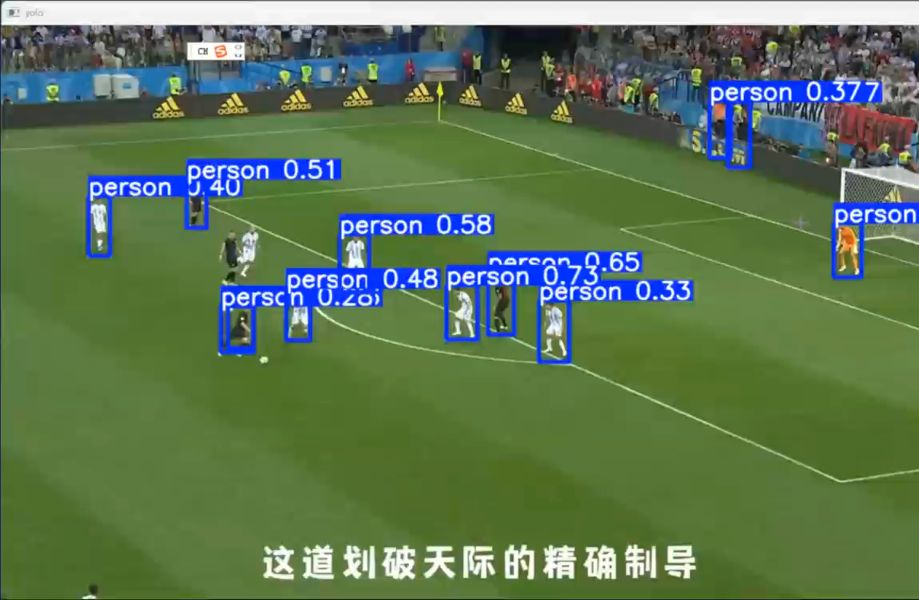 yolo
CH S
adidas
adidas
adidas
adidas
adidas
adidas
adidas
adidas
person 0.377
CAMPAN
person 0.51
person 0.40
person
person 0.58
person 0.65
person 0.48
person 0.73
person 0.28
person 0.33
这道划破天际的精确制导